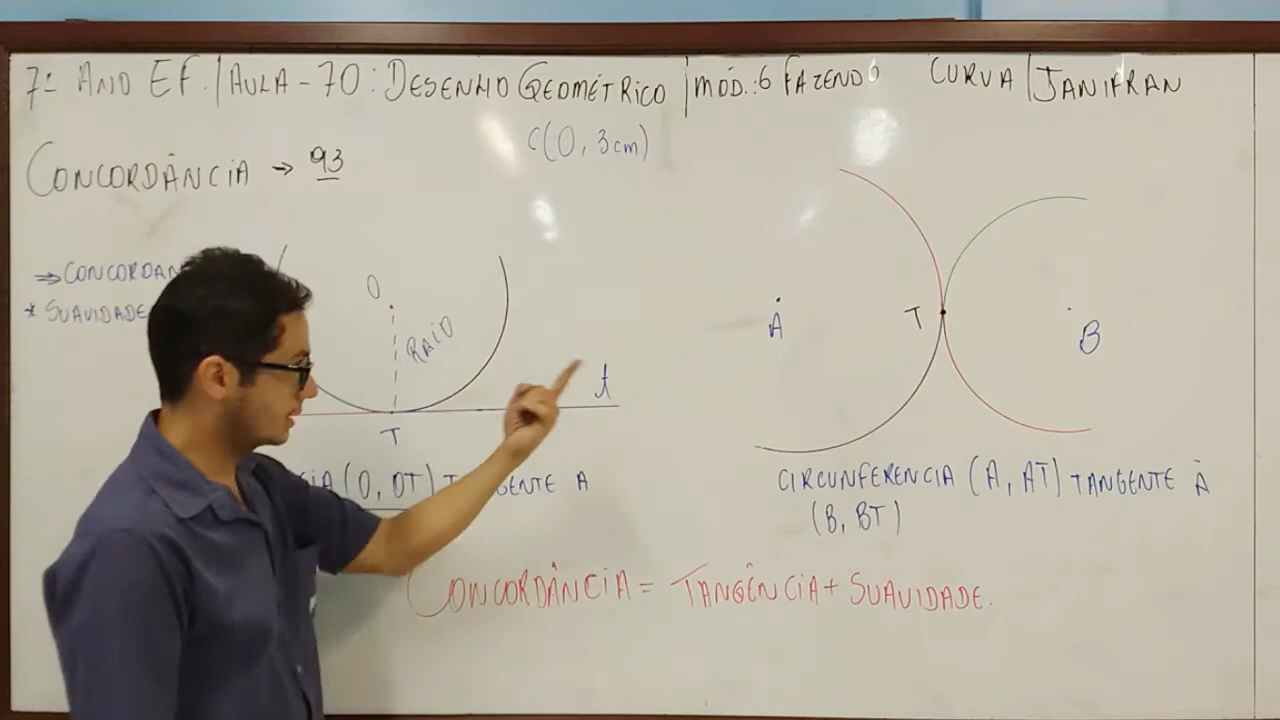 7º ANO EF. | AULA - 70 : DESENHO GEOMÉTRICO | MÓD.: 6 FAZENDO CURVA | JANIFRAN
C(O, 3cm)
CONCORDÂNCIA → 93
⇒ CONCORDAN
* SUAVIDADE
O
RAIO
t
T
A
T
B
CIA (O, OT) TANGENTE A
CIRCUNFERENCIA (A, AT) TANGENTE À
(B, BT)
CONCORDÂNCIA = TANGÊNCIA + SUAVIDADE.